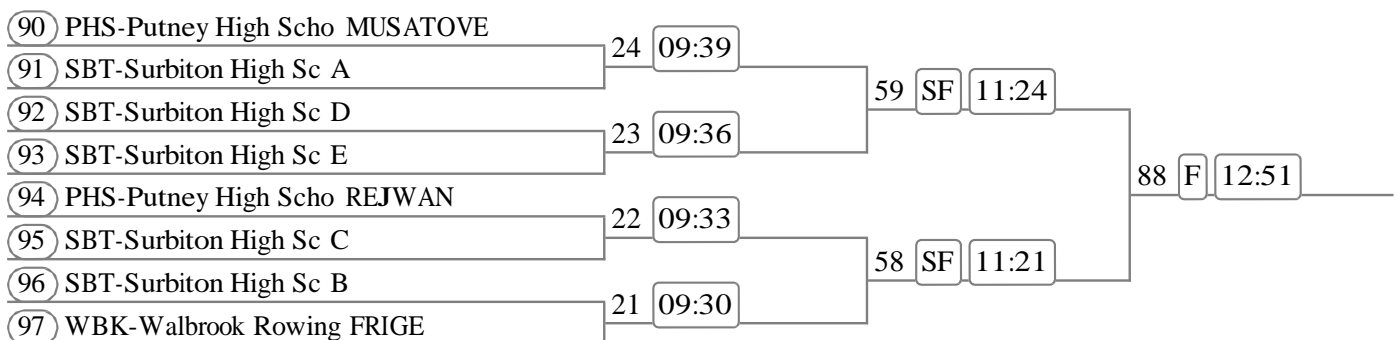 90 PHS-Putney High Scho MUSATOVE
24 09:39
91 SBT-Surbiton High Sc A
59 SF 11:24
92 SBT-Surbiton High Sc D
23 09:36
93 SBT-Surbiton High Sc E
88 F 12:51
94 PHS-Putney High Scho REJWAN
22 09:33
95 SBT-Surbiton High Sc C
58 SF 11:21
96 SBT-Surbiton High Sc B
21 09:30
97 WBK-Walbrook Rowing FRIGE